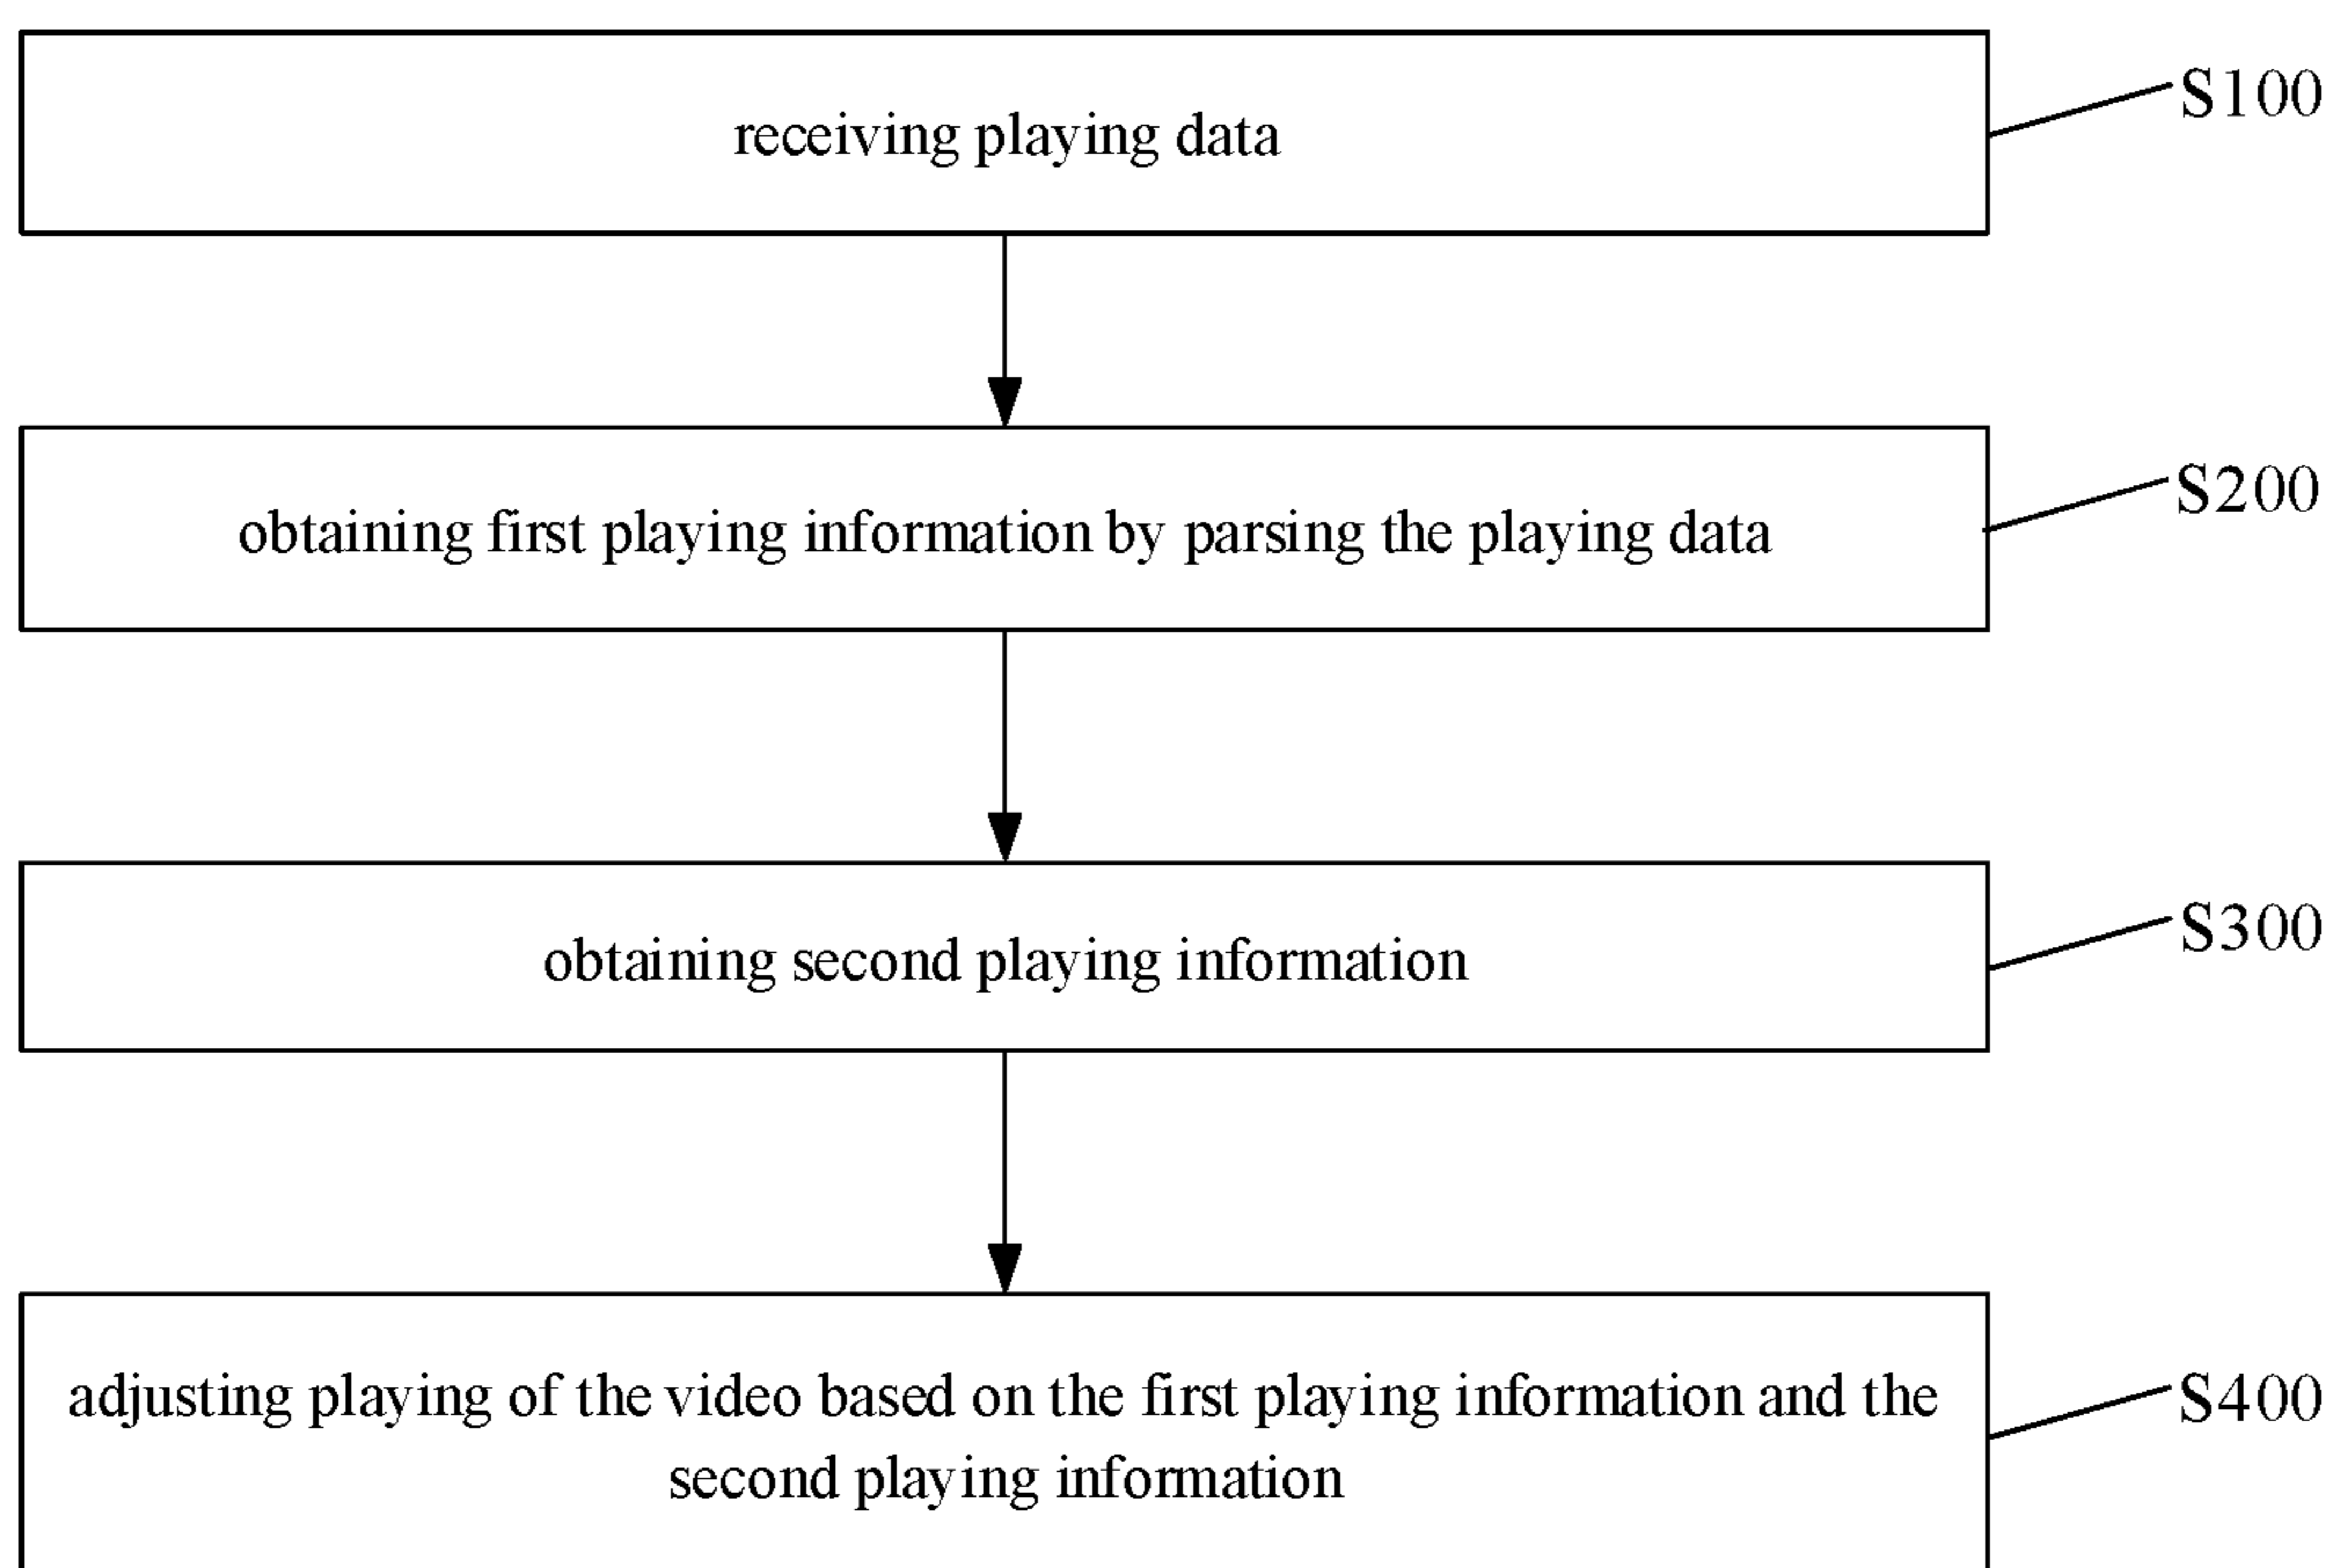 receiving playing data
S100
obtaining first playing information by parsing the playing data
S200
obtaining second playing information
S300
adjusting playing of the video based on the first playing information and the
second playing information
S400